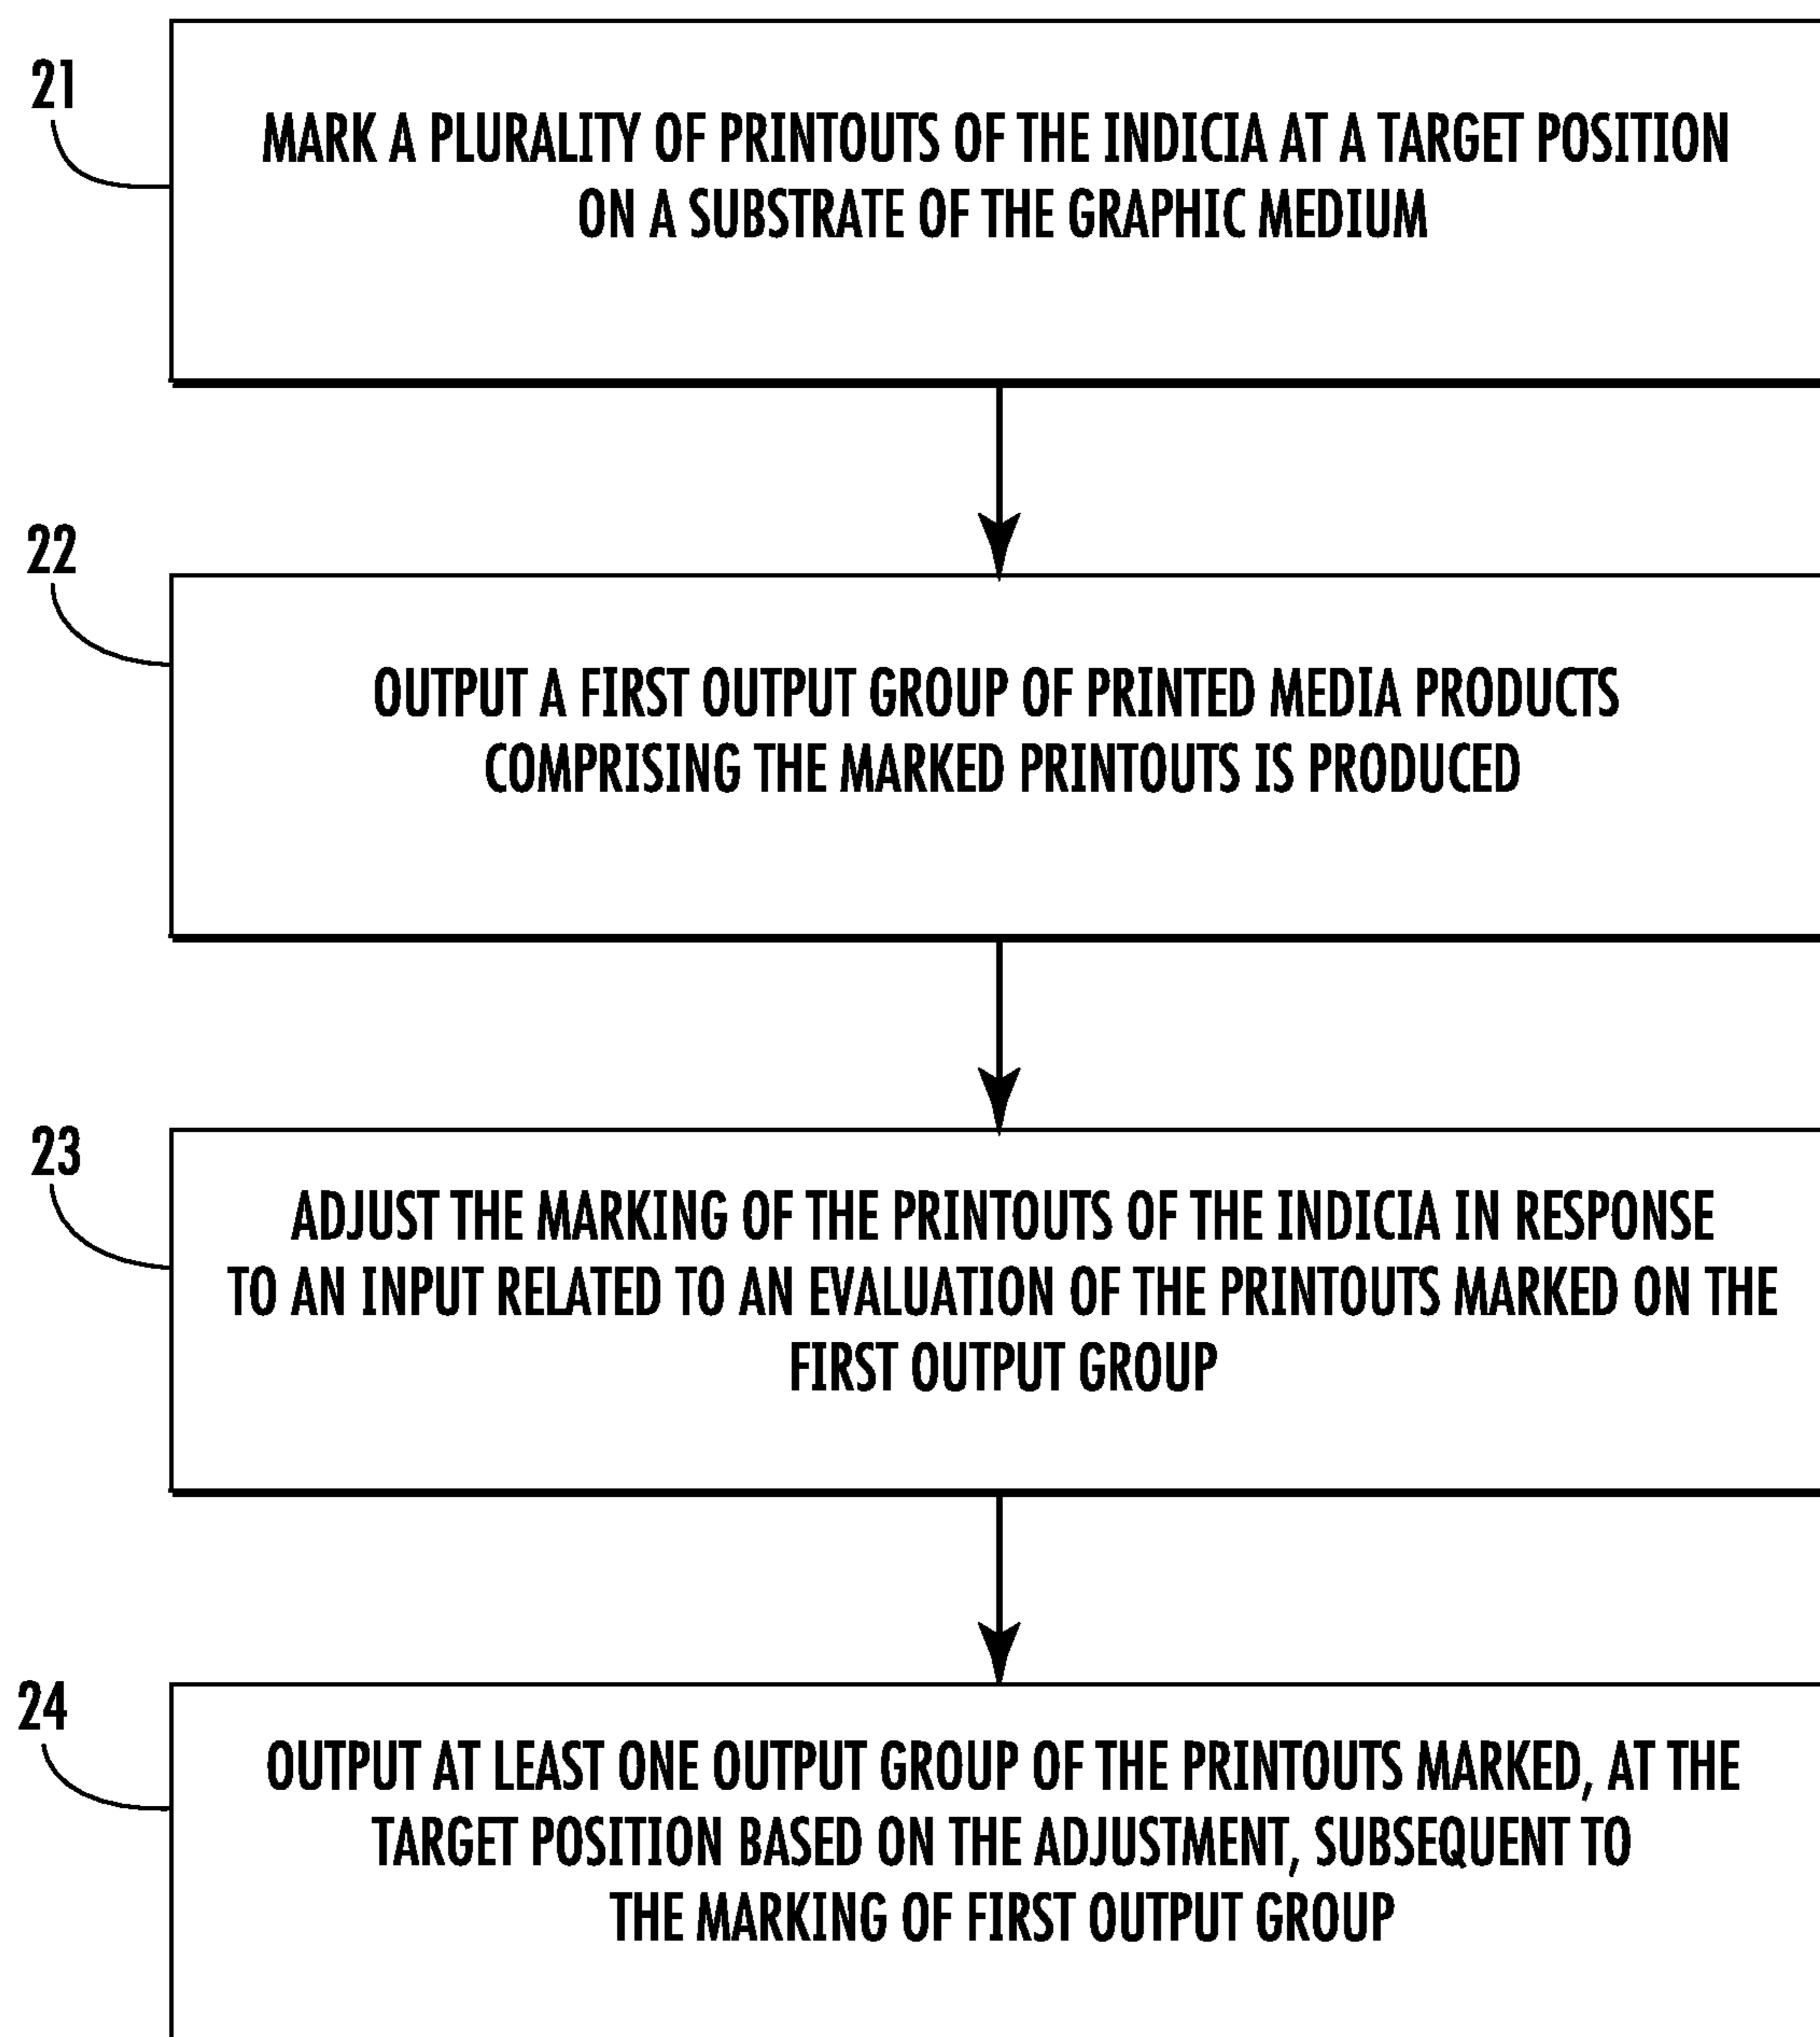 21
MARK A PLURALITY OF PRINTOUTS OF THE INDICIA AT A TARGET POSITION
ON A SUBSTRATE OF THE GRAPHIC MEDIUM
22
OUTPUT A FIRST OUTPUT GROUP OF PRINTED MEDIA PRODUCTS
COMPRISING THE MARKED PRINTOUTS IS PRODUCED
23
ADJUST THE MARKING OF THE PRINTOUTS OF THE INDICIA IN RESPONSE
TO AN INPUT RELATED TO AN EVALUATION OF THE PRINTOUTS MARKED ON THE
FIRST OUTPUT GROUP
24
OUTPUT AT LEAST ONE OUTPUT GROUP OF THE PRINTOUTS MARKED, AT THE
TARGET POSITION BASED ON THE ADJUSTMENT, SUBSEQUENT TO
THE MARKING OF FIRST OUTPUT GROUP